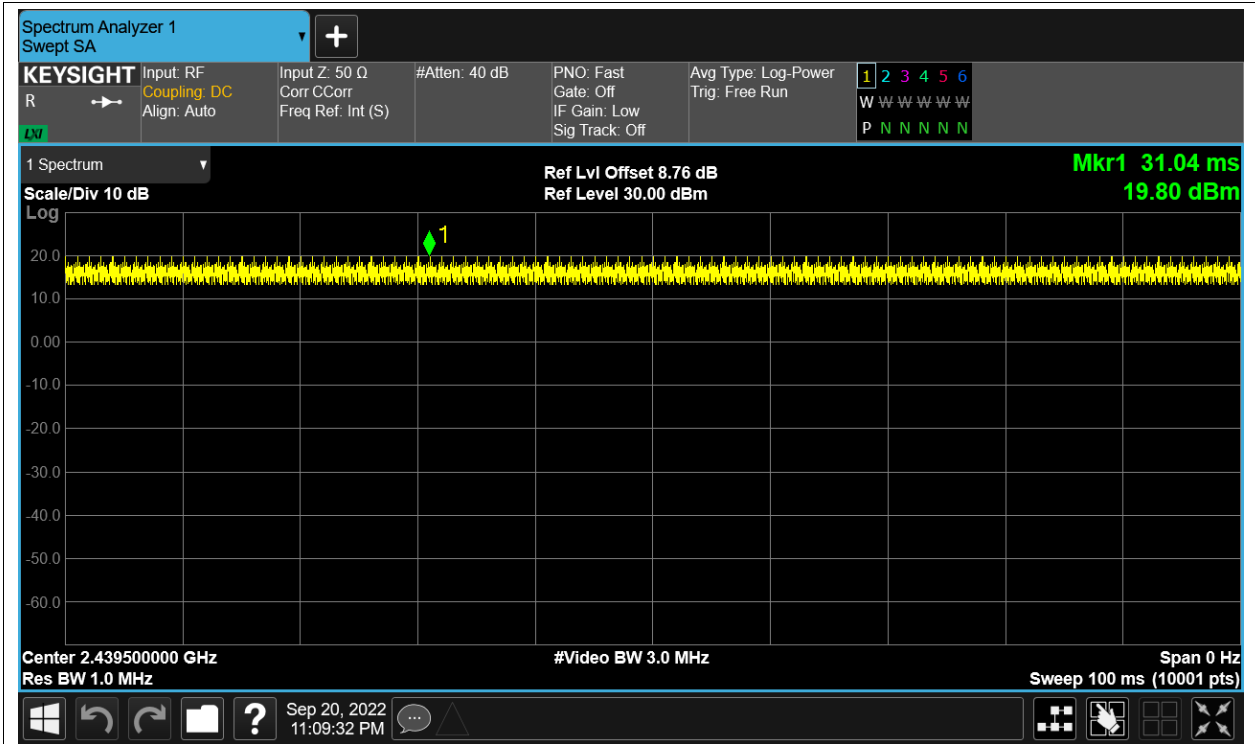 Spectrum Analyzer 1
Swept SA
+
KEYSIGHT
R
LXI
Input: RF
Coupling: DC
Align: Auto
Input Z: 50 Ω
Corr CCorr
Freq Ref: Int (S)
#Atten: 40 dB
PNO: Fast
Gate: Off
IF Gain: Low
Sig Track: Off
Avg Type: Log-Power
Trig: Free Run
1 2 3 4 5 6
W W W W W W
P N N N N N
1 Spectrum
Scale/Div 10 dB
Log
Ref Lvl Offset 8.76 dB
Ref Level 30.00 dBm
Mkr1 31.04 ms
19.80 dBm
1
20.0
10.0
0.00
-10.0
-20.0
-30.0
-40.0
-50.0
-60.0
Center 2.439500000 GHz
#Video BW 3.0 MHz
Span 0 Hz
Res BW 1.0 MHz
Sweep 100 ms (10001 pts)
?
Sep 20, 2022
11:09:32 PM